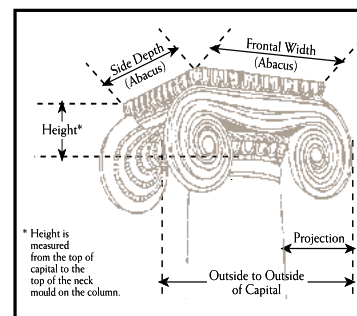 Side Depth
(Abacus)
Frontal Width
(Abacus)
Height*
Projection
* Height is
measured
from the top of
capital to the
top of the neck
mould on the column.
Outside to Outside
of Capital